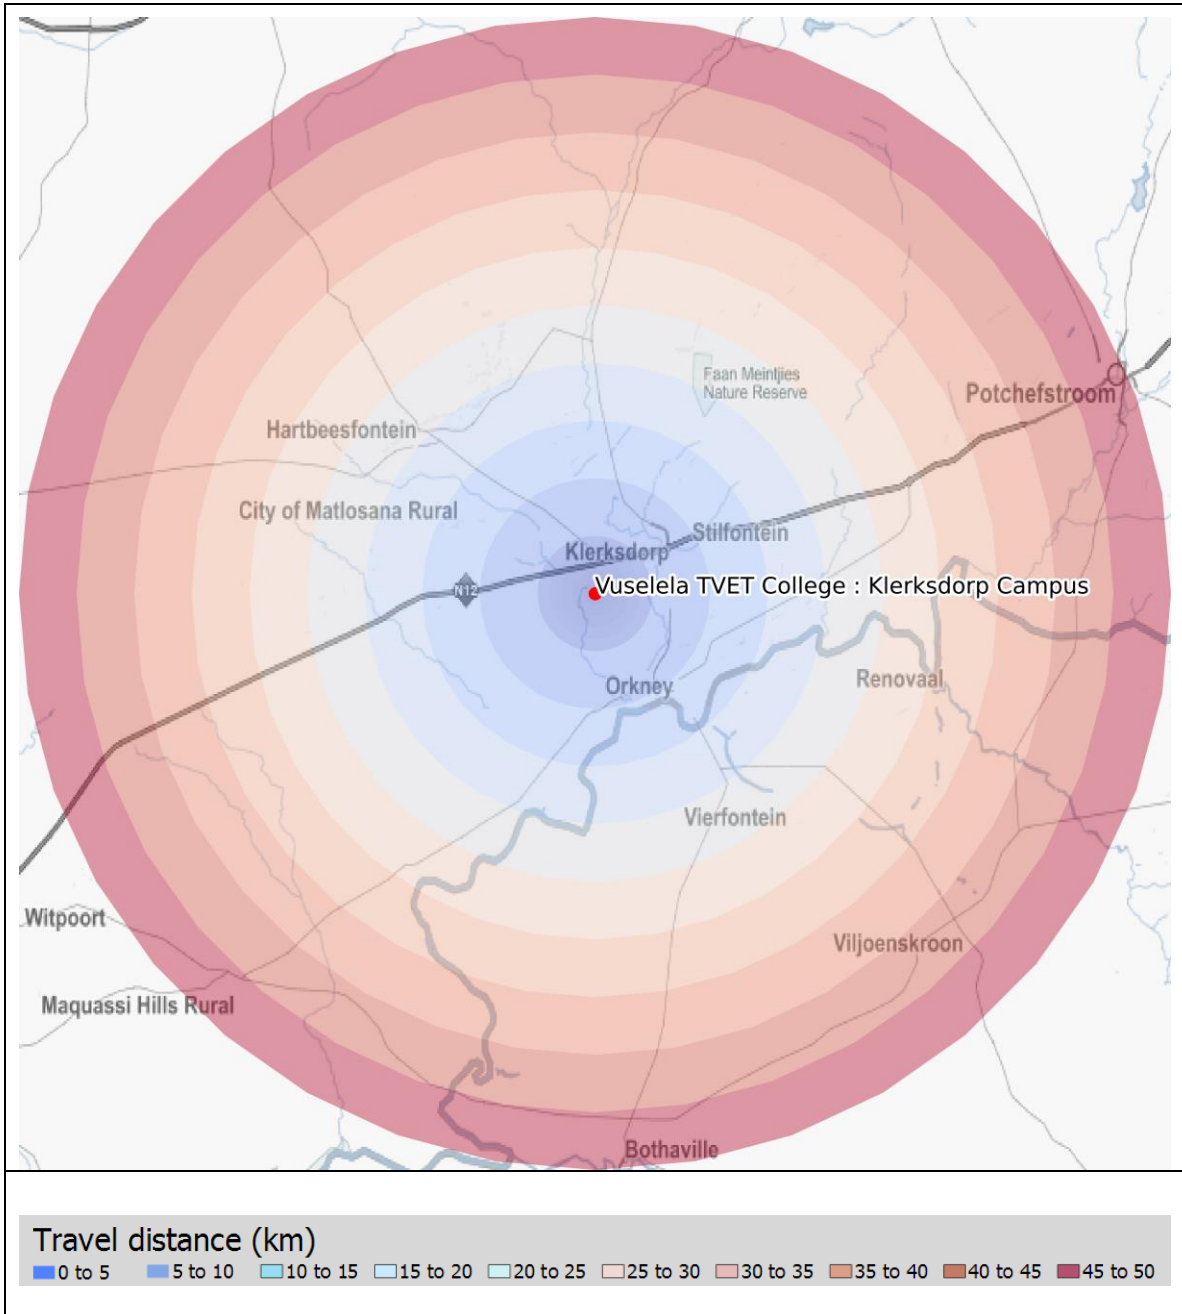 Faan Meintjies
Nature Reserve
Potchefstroom
Hartbeesfontein
City of Matlosana Rural
Stilfontein
Klerksdorp
N12
Vuselela TVET College : Klerksdorp Campus
Orkney
Renovaal
Vierfontein
Witpoort
Viljoenskroon
Maquassi Hills Rural
Bothaville
Travel distance (km)
0 to 5 5 to 10 10 to 15 15 to 20 20 to 25 25 to 30 30 to 35 35 to 40 40 to 45 45 to 50